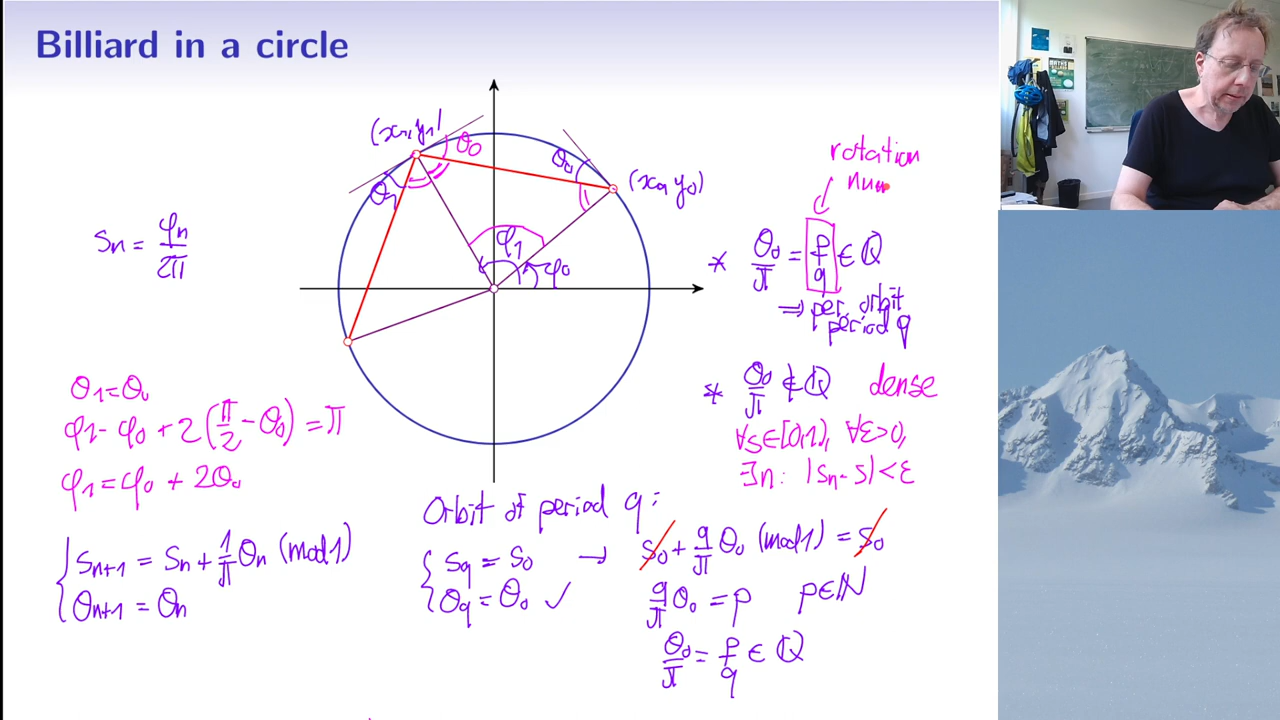 Billiard in a circle
(x₁,y₁)
θ₀
θ₀
θ₁
(x₀,y₀)
φ₁
φ₀
sₙ = φₙ/2π
rotation
num
* θ₀/π = p/q ∈ ℚ
⇒ per. orbit
period q
* θ₀/π ∉ ℚ dense
∀s∈[0,1), ∀ε>0,
∃n: |sₙ-s|<ε
θ₁=θ₀
φ₁-φ₀+2(π/2-θ₀)=π
φ₁=φ₀+2θ₀
sₙ₊₁ = sₙ+1/π θₙ (mod 1)
θₙ₊₁ = θₙ
Orbit of period q:
s_q = s₀ → s₀+q/π θ₀ (mod 1) = s₀
θ_q = θ₀ ✓
q/π θ₀ = p p∈ℕ
θ₀/π = p/q ∈ ℚ